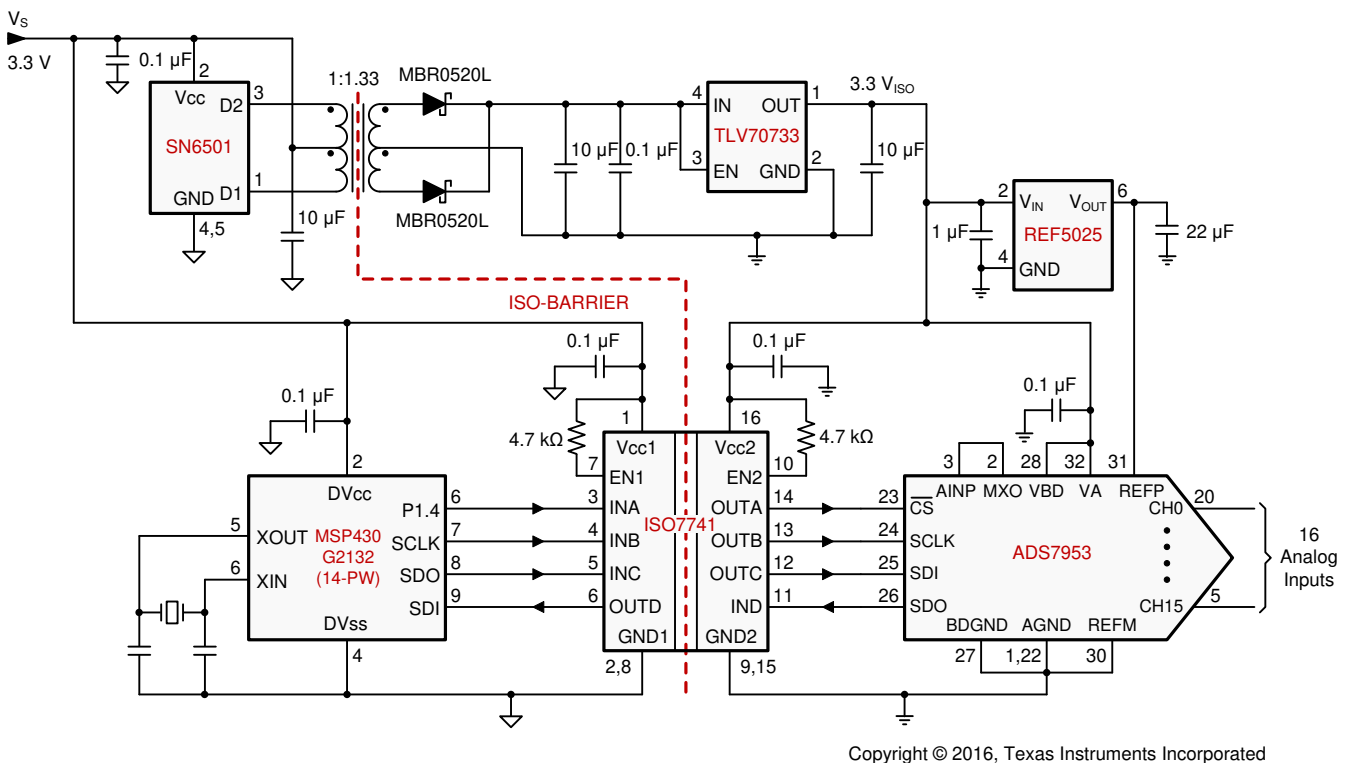 VS
3.3 V
0.1 µF
2
Vcc
D2
3
SN6501
D1
1
GND
4,5
10 µF
1:1.33
MBR0520L
MBR0520L
10 µF
0.1 µF
4
IN
OUT
1
TLV70733
3
EN
GND
2
3.3 VISO
10 µF
2
VIN
VOUT
6
REF5025
1 µF
4
GND
22 µF
ISO-BARRIER
0.1 µF
0.1 µF
0.1 µF
0.1 µF
4.7 kΩ
4.7 kΩ
2
DVcc
5
XOUT
6
XIN
MSP430
G2132
(14-PW)
P1.4
6
SCLK
7
SDO
8
SDI
9
DVss
4
1
Vcc1
7
EN1
3
INA
4
INB
5
INC
6
OUTD
GND1
2,8
ISO7741
16
Vcc2
10
EN2
14
OUTA
13
OUTB
12
OUTC
11
IND
GND2
9,15
3
2
28
32
31
AINP
MXO
VBD
VA
REFP
23
CS
24
SCLK
25
SDI
26
SDO
ADS7953
CH0
20
CH15
5
BDGND
AGND
REFM
27
1,22
30
16
Analog
Inputs
Copyright © 2016, Texas Instruments Incorporated